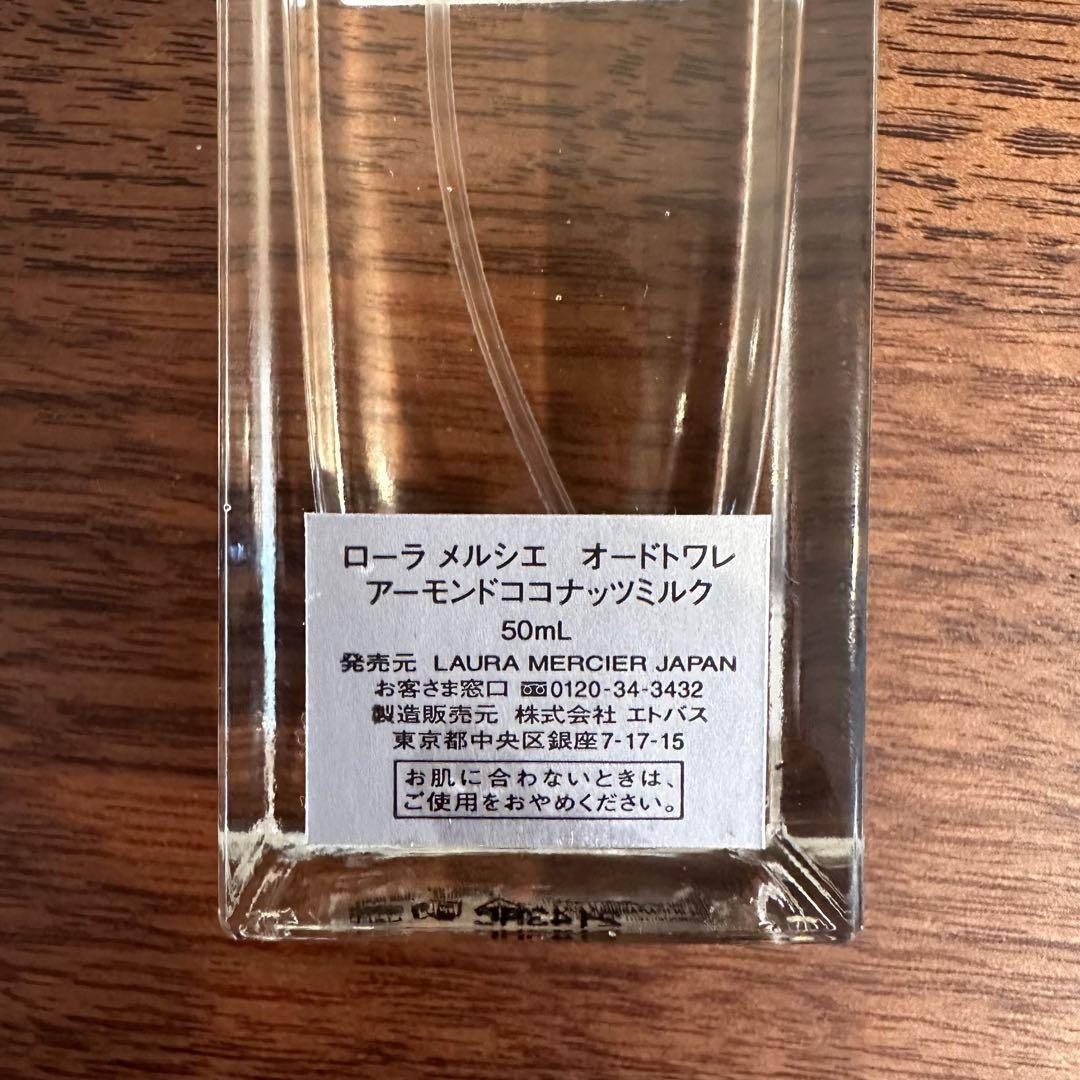 ローラ メルシエ　オードトワレ
アーモンドココナッツミルク
50mL
発売元 LAURA MERCIER JAPAN
お客さま窓口 0120-34-3432
製造販売元 株式会社 エトバス
東京都中央区銀座7-17-15
お肌に合わないときは、
ご使用をおやめください。